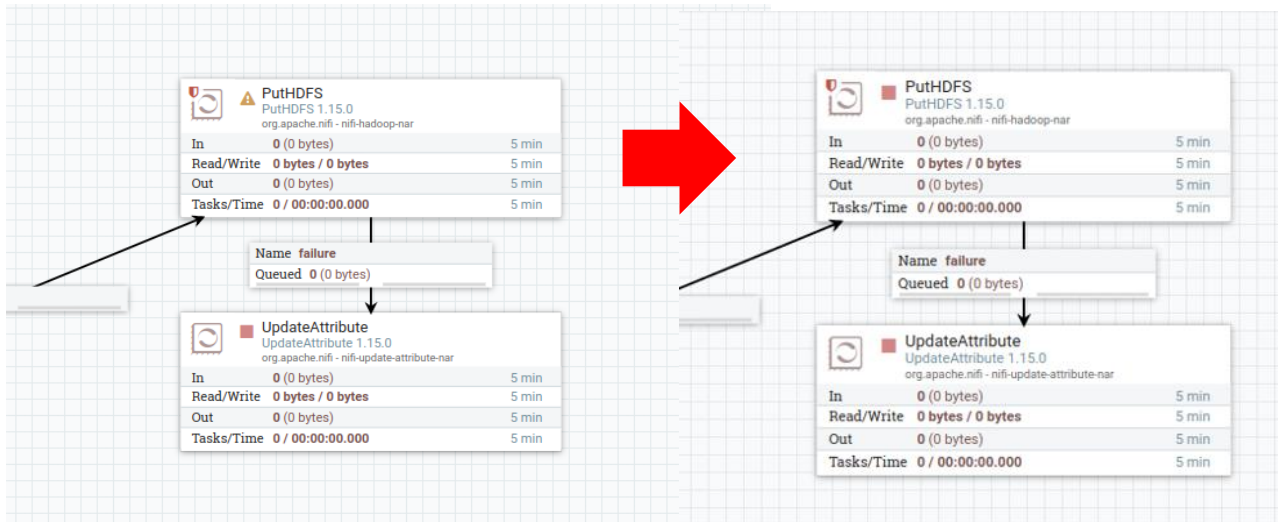 PutHDFS
PutHDFS 1.15.0
org.apache.nifi - nifi-hadoop-nar
In 0 (0 bytes) 5 min
Read/Write 0 bytes / 0 bytes 5 min
Out 0 (0 bytes) 5 min
Tasks/Time 0 / 00:00:00.000 5 min
Name failure
Queued 0 (0 bytes)
UpdateAttribute
UpdateAttribute 1.15.0
org.apache.nifi - nifi-update-attribute-nar
In 0 (0 bytes) 5 min
Read/Write 0 bytes / 0 bytes 5 min
Out 0 (0 bytes) 5 min
Tasks/Time 0 / 00:00:00.000 5 min
PutHDFS
PutHDFS 1.15.0
org.apache.nifi - nifi-hadoop-nar
In 0 (0 bytes) 5 min
Read/Write 0 bytes / 0 bytes 5 min
Out 0 (0 bytes) 5 min
Tasks/Time 0 / 00:00:00.000 5 min
Name failure
Queued 0 (0 bytes)
UpdateAttribute
UpdateAttribute 1.15.0
org.apache.nifi - nifi-update-attribute-nar
In 0 (0 bytes) 5 min
Read/Write 0 bytes / 0 bytes 5 min
Out 0 (0 bytes) 5 min
Tasks/Time 0 / 00:00:00.000 5 min